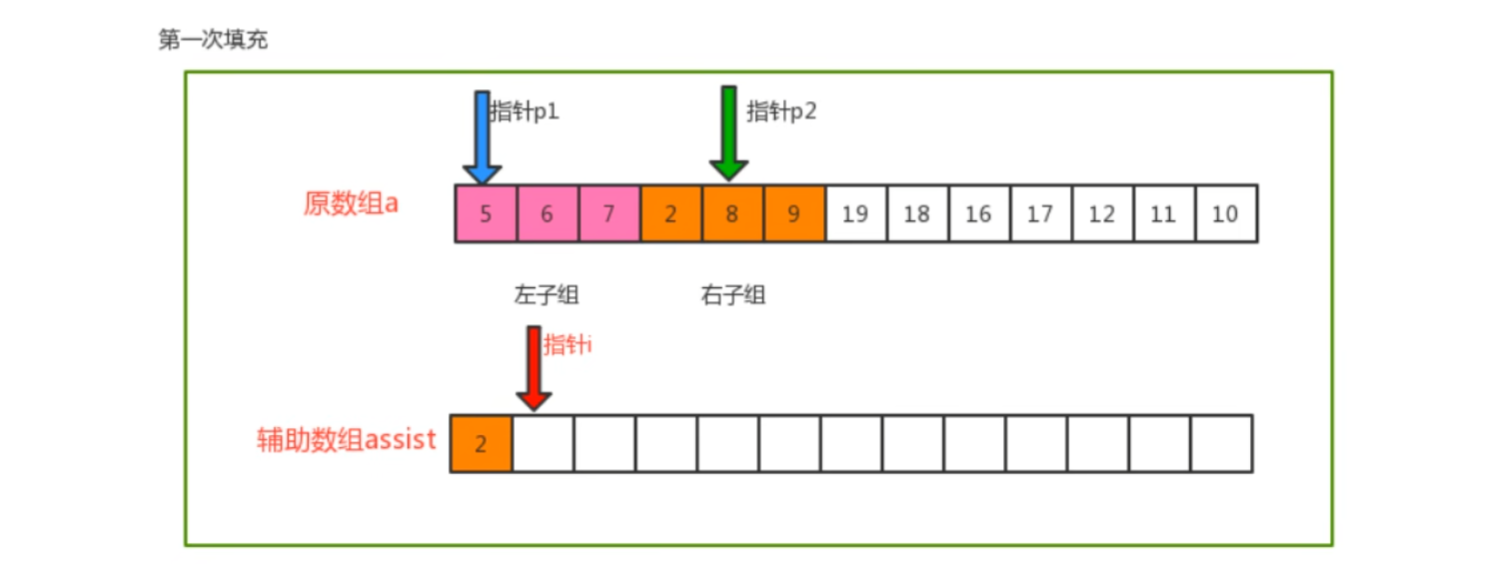 第一次填充
指针p1 指针p2
原数组a 5 6 7 2 8 9 19 18 16 17 12 11 10
左子组 右子组
指针i
辅助数组assist 2